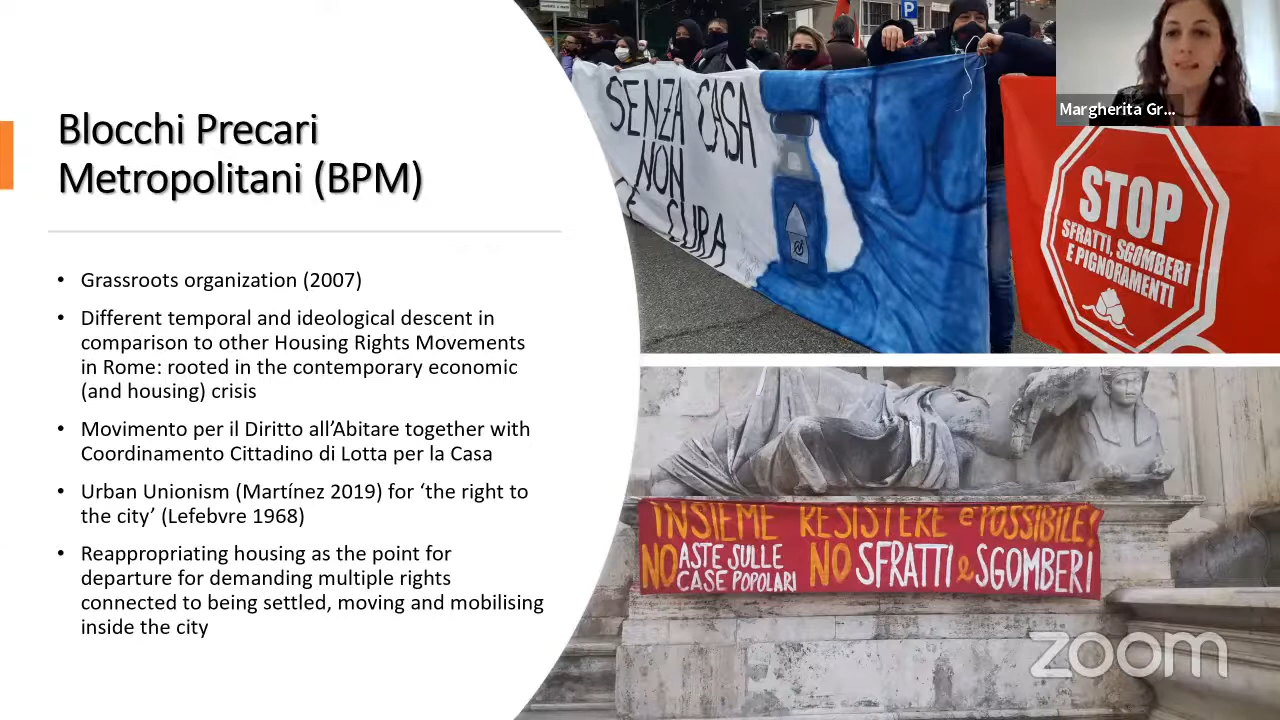 Blocchi Precari
Metropolitani (BPM)
• Grassroots organization (2007)
• Different temporal and ideological descent in
comparison to other Housing Rights Movements
in Rome: rooted in the contemporary economic
(and housing) crisis
• Movimento per il Diritto all’Abitare together with
Coordinamento Cittadino di Lotta per la Casa
• Urban Unionism (Martínez 2019) for ‘the right to
the city’ (Lefebvre 1968)
• Reappropriating housing as the point for
departure for demanding multiple rights
connected to being settled, moving and mobilising
inside the city
P
SENZA CASA
NON
C'È CURA
STOP
SFRATTI, SGOMBERI
E PIGNORAMENTI
Margherita Gr...
INSIEME RESISTERE è POSSIBILE!
NO ASTE SULLE
CASE POPOLARI
NO SFRATTI e SGOMBERI
zoom